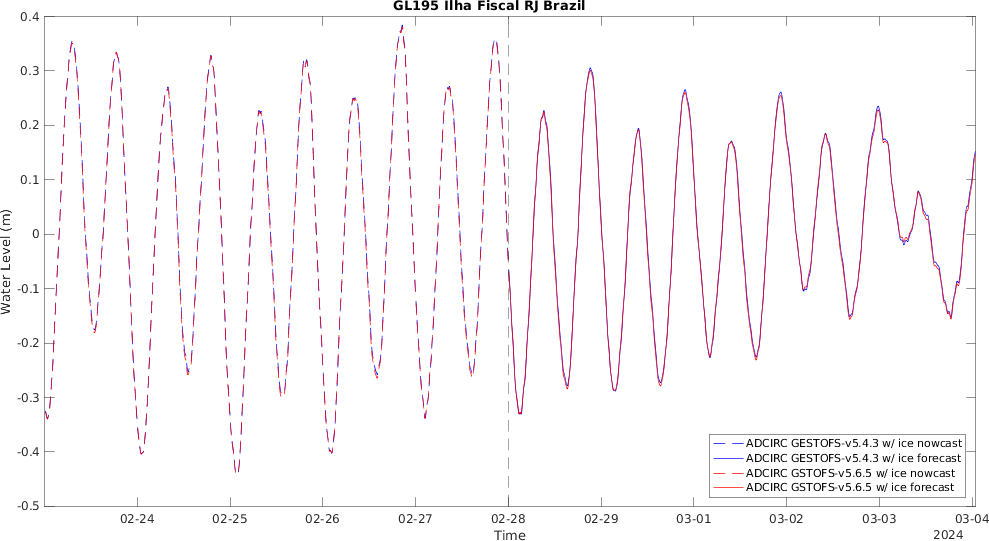 GL195 Ilha Fiscal RJ Brazil
0.4
0.3
0.2
0.1
0
-0.1
-0.2
-0.3
-0.4
-0.5
Water Level (m)
ADCIRC GESTOFS-v5.4.3 w/ ice nowcast
ADCIRC GESTOFS-v5.4.3 w/ ice forecast
ADCIRC GSTOFS-v5.6.5 w/ ice nowcast
ADCIRC GSTOFS-v5.6.5 w/ ice forecast
02-24 02-25 02-26 02-27 02-28 02-29 03-01 03-02 03-03 03-04
Time
2024